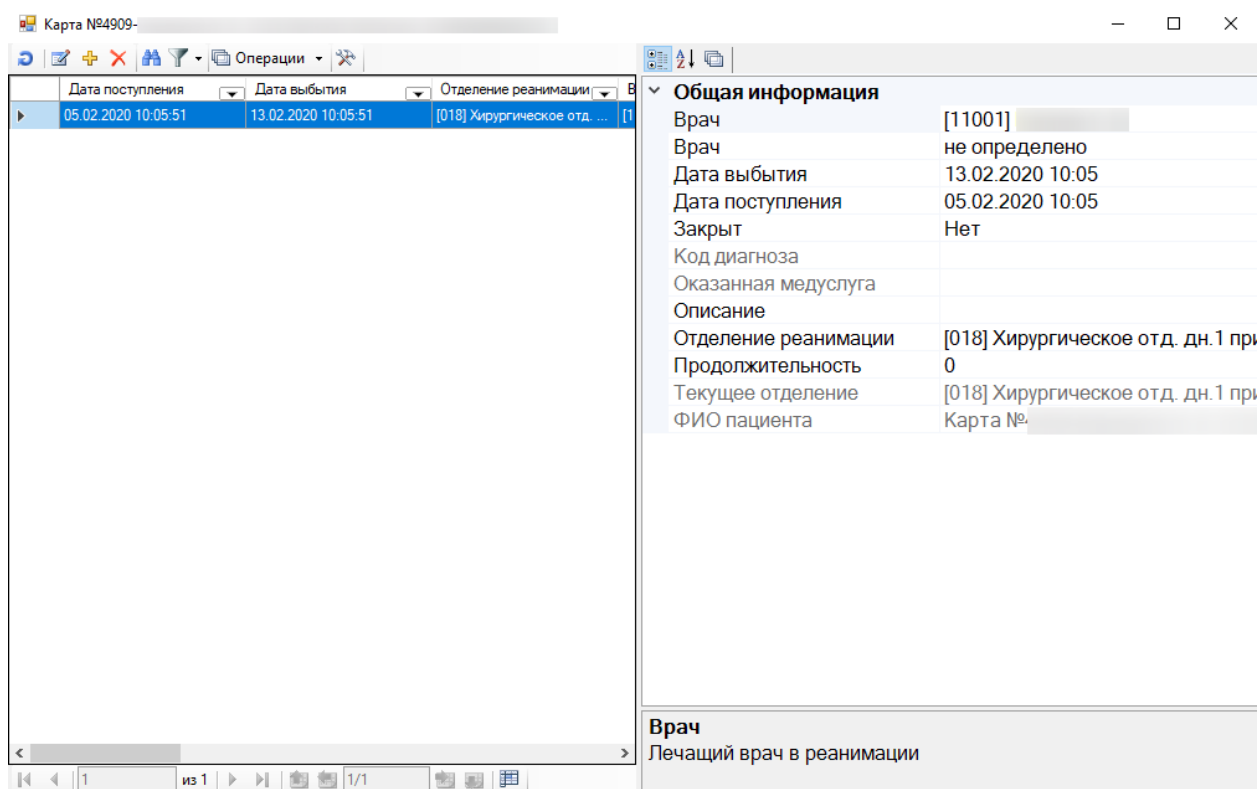 Карта №4909-
Операции
Дата поступления Дата выбытия Отделение реанимации В
05.02.2020 10:05:51 13.02.2020 10:05:51 [018] Хирургическое отд. ... [1
1 из 1 1/1
Общая информация
Врач [11001]
Врач не определено
Дата выбытия 13.02.2020 10:05
Дата поступления 05.02.2020 10:05
Закрыт Нет
Код диагноза
Оказанная медуслуга
Описание
Отделение реанимации [018] Хирургическое отд. дн.1 при
Продолжительность 0
Текущее отделение [018] Хирургическое отд. дн.1 при
ФИО пациента Карта №
Врач
Лечащий врач в реанимации